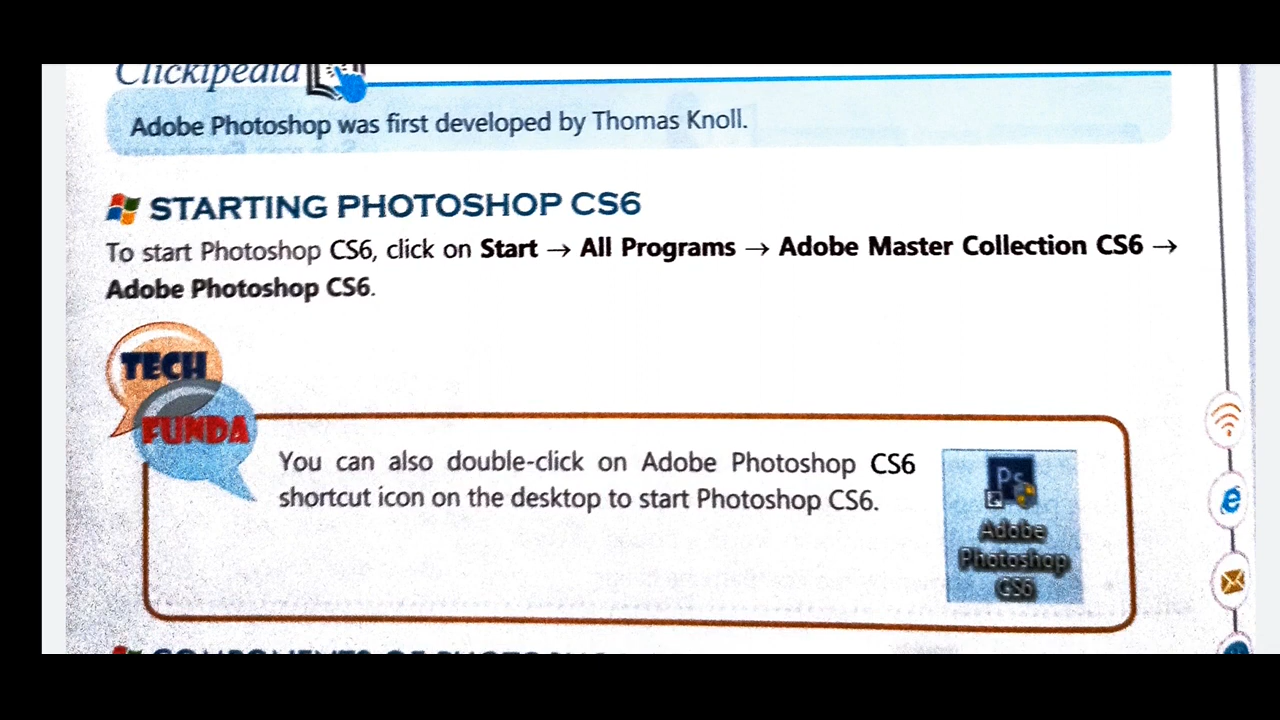 Clickipedia
Adobe Photoshop was first developed by Thomas Knoll.
STARTING PHOTOSHOP CS6
To start Photoshop CS6, click on Start → All Programs → Adobe Master Collection CS6 →
Adobe Photoshop CS6.
TECH
FUNDA
You can also double-click on Adobe Photoshop CS6
shortcut icon on the desktop to start Photoshop CS6.
Ps
Adobe
Photoshop
CS6